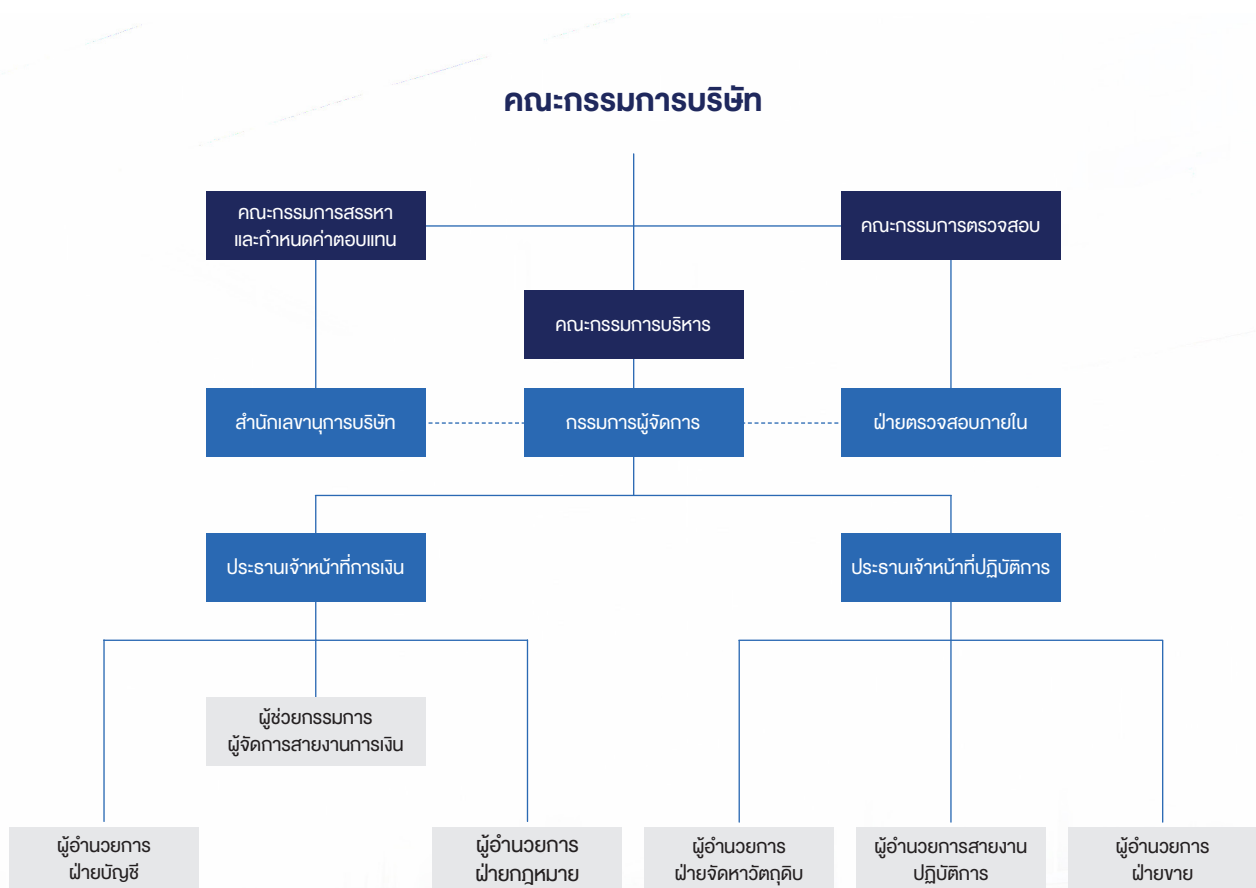 คณะกรรมการบริษัท
คณะกรรมการสรรหา
และกำหนดค่าตอบแทน
คณะกรรมการตรวจสอบ
คณะกรรมการบริหาร
สำนักเลขานุการบริษัท
กรรมการผู้จัดการ
ฝ่ายตรวจสอบภายใน
ประธานเจ้าหน้าที่การเงิน
ประธานเจ้าหน้าที่ปฏิบัติการ
ผู้ช่วยกรรมการ
ผู้จัดการสายงานการเงิน
ผู้อำนวยการ
ฝ่ายบัญชี
ผู้อำนวยการ
ฝ่ายกฎหมาย
ผู้อำนวยการ
ฝ่ายจัดหาวัตถุดิบ
ผู้อำนวยการสายงาน
ปฏิบัติการ
ผู้อำนวยการ
ฝ่ายขาย